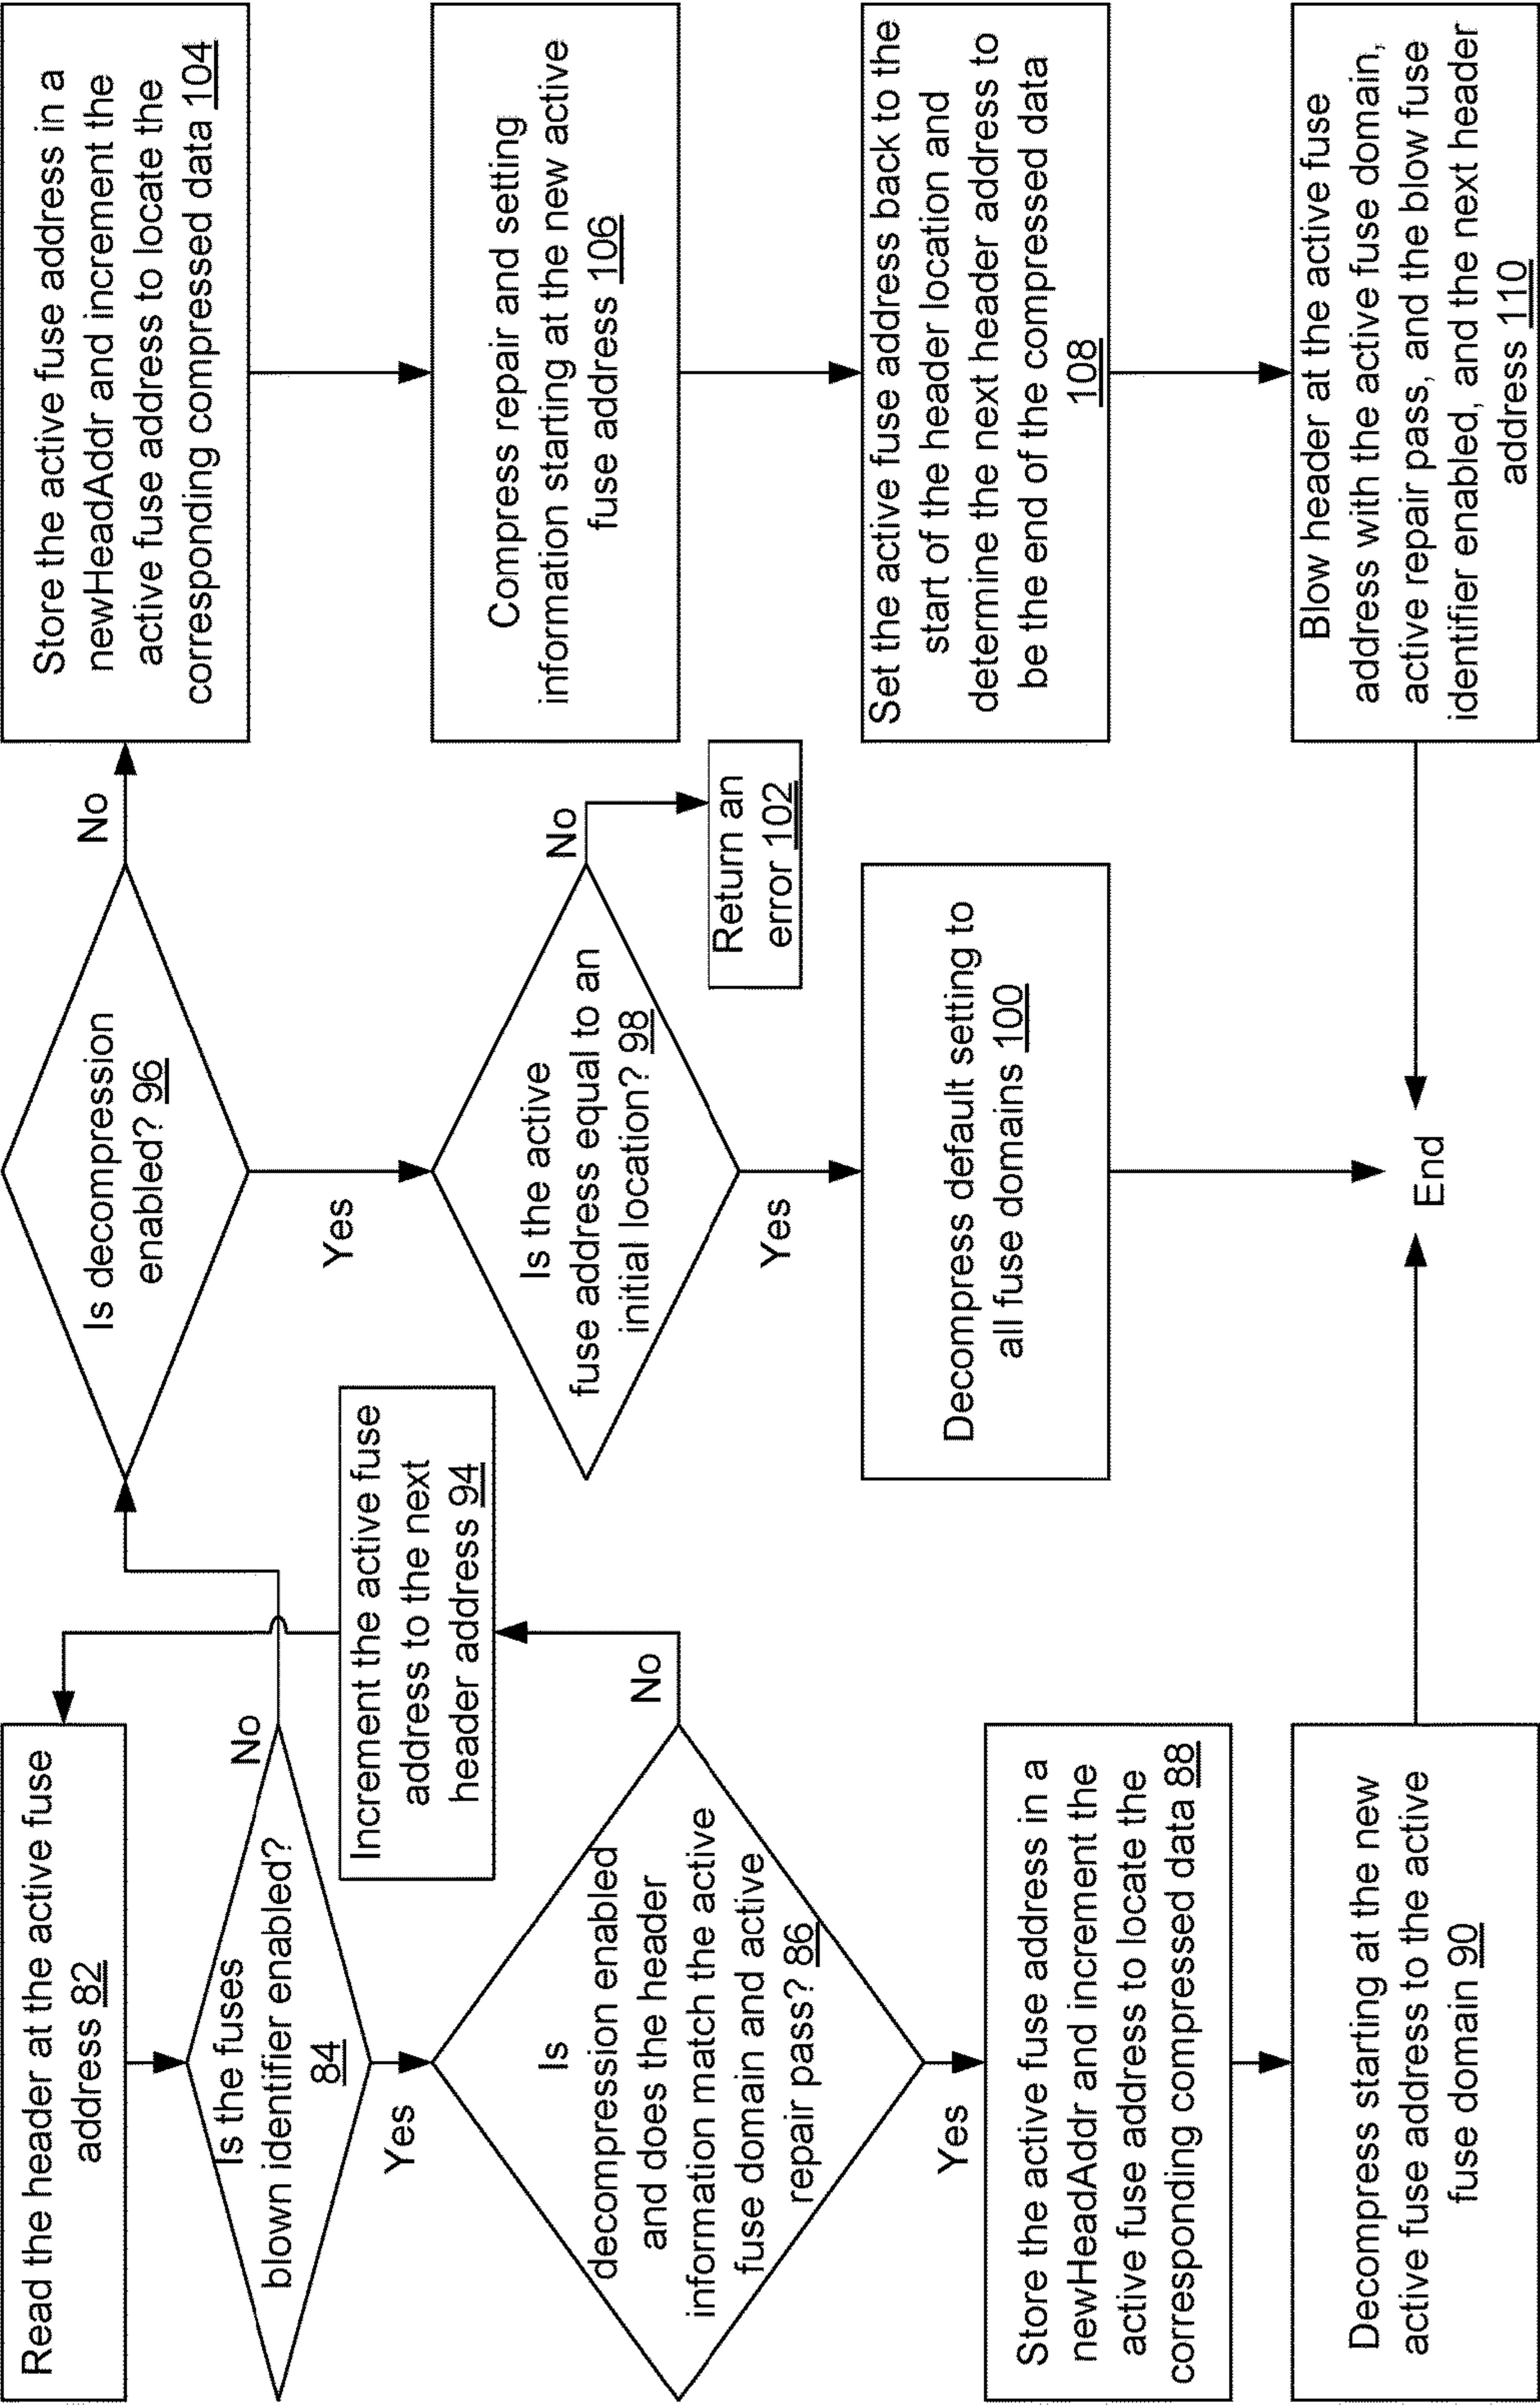 Read the header at the active fuse
address 82
Is the fuses
blown identifier enabled?
84
No
Yes
Is
decompression enabled
and does the header
information match the active
fuse domain and active
repair pass? 86
No
Yes
Increment the active fuse
address to the next
header address 94
Store the active fuse address in a
newHeadAddr and increment the
active fuse address to locate the
corresponding compressed data 88
Decompress starting at the new
active fuse address to the active
fuse domain 90
Is decompression
enabled? 96
No
Yes
Is the active
fuse address equal to an
initial location? 98
No
Yes
Return an
error 102
Decompress default setting to
all fuse domains 100
End
Store the active fuse address in a
newHeadAddr and increment the
active fuse address to locate the
corresponding compressed data 104
Compress repair and setting
information starting at the new active
fuse address 106
Set the active fuse address back to the
start of the header location and
determine the next header address to
be the end of the compressed data
108
Blow header at the active fuse
address with the active fuse domain,
active repair pass, and the blow fuse
identifier enabled, and the next header
address 110